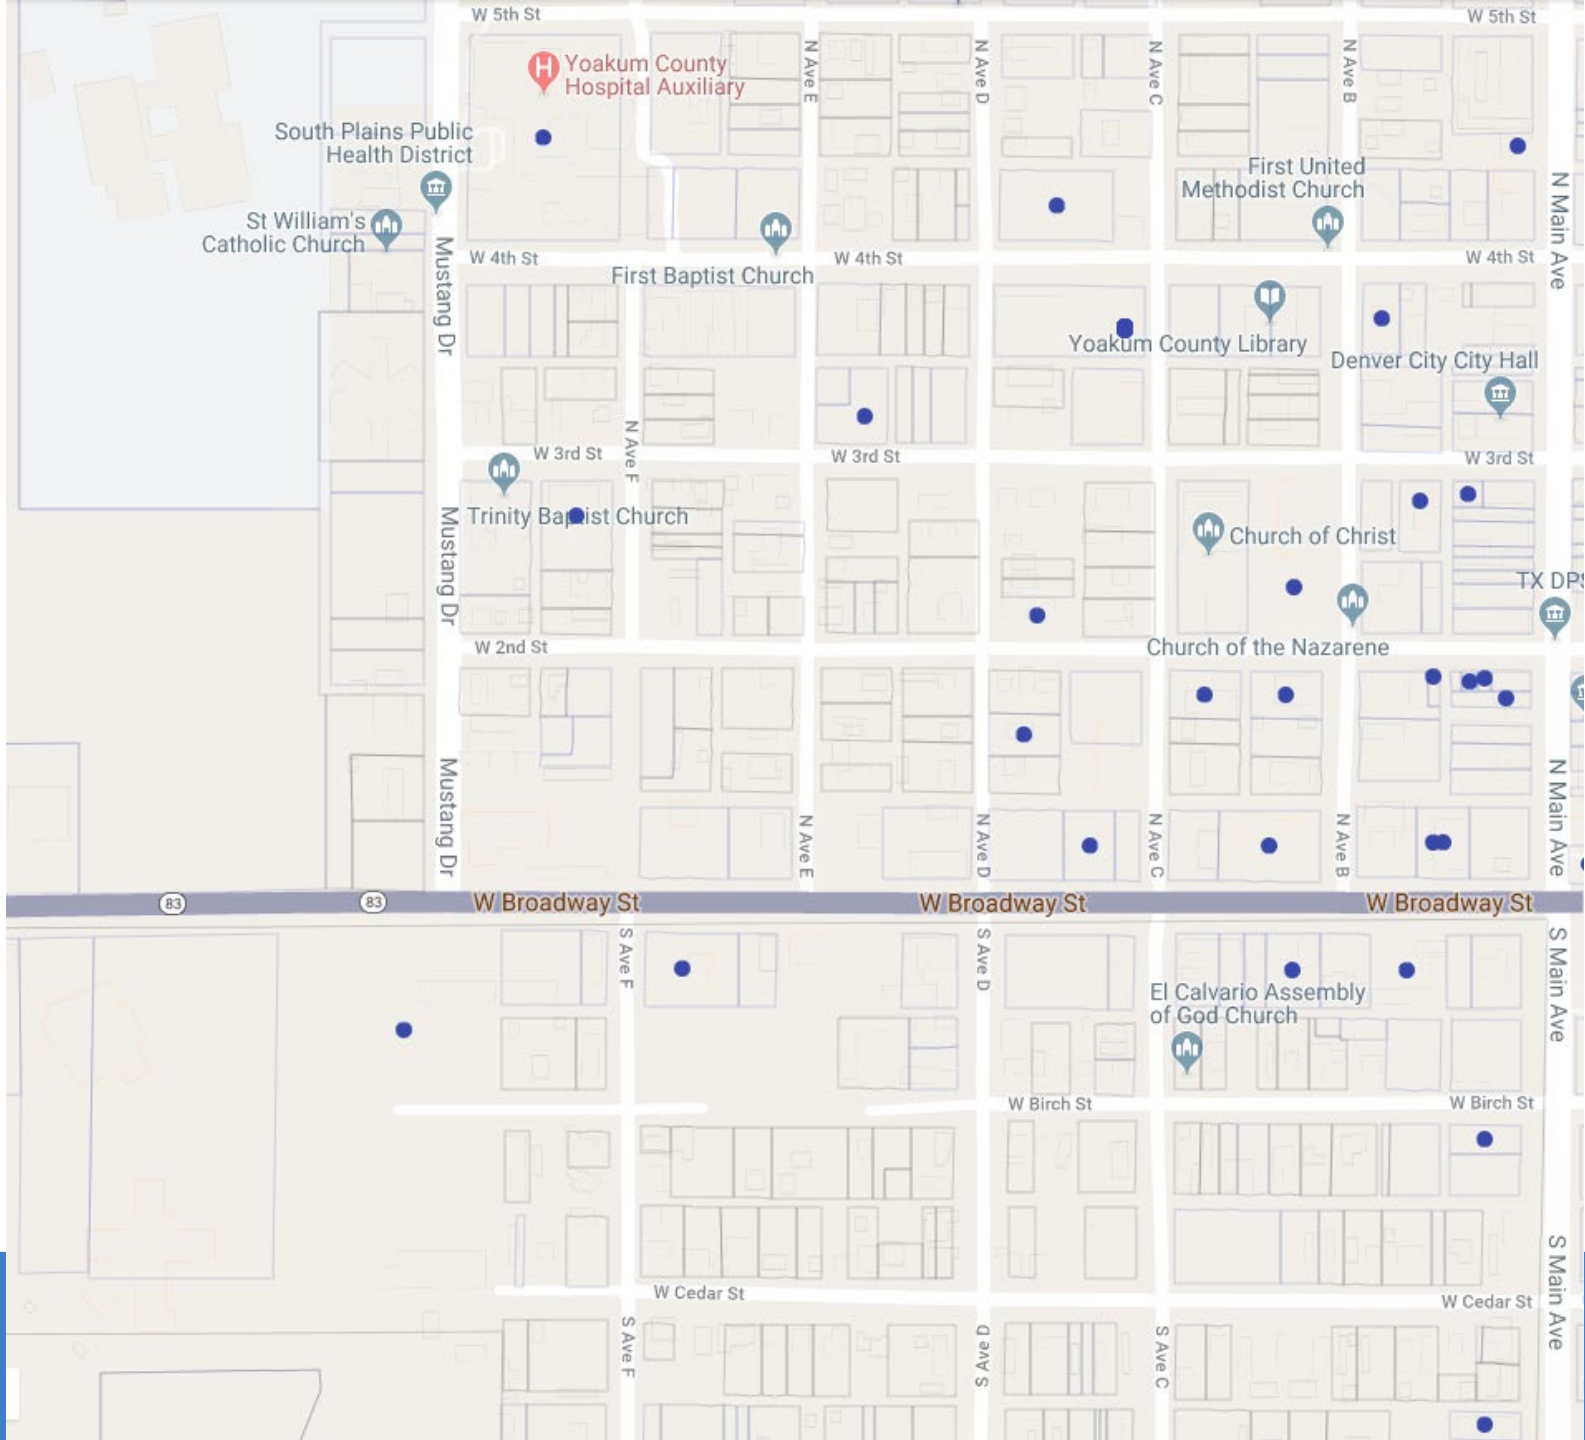 W 5th St
W 5th St
Yoakum County
Hospital Auxiliary
N Ave E
N Ave D
N Ave C
N Ave B
South Plains Public
Health District
First United
Methodist Church
St William's
Catholic Church
N Main Ave
Mustang Dr
W 4th St
First Baptist Church
W 4th St
W 4th St
Yoakum County Library
Denver City City Hall
N Ave F
W 3rd St
W 3rd St
W 3rd St
Trinity Baptist Church
Mustang Dr
Church of Christ
TX DPS
W 2nd St
Church of the Nazarene
Mustang Dr
N Ave E
N Ave D
N Ave C
N Ave B
N Main Ave
83
83
W Broadway St
W Broadway St
W Broadway St
S Ave F
S Ave D
S Main Ave
El Calvario Assembly
of God Church
W Birch St
W Birch St
S Main Ave
W Cedar St
W Cedar St
S Ave F
S Ave D
S Ave C